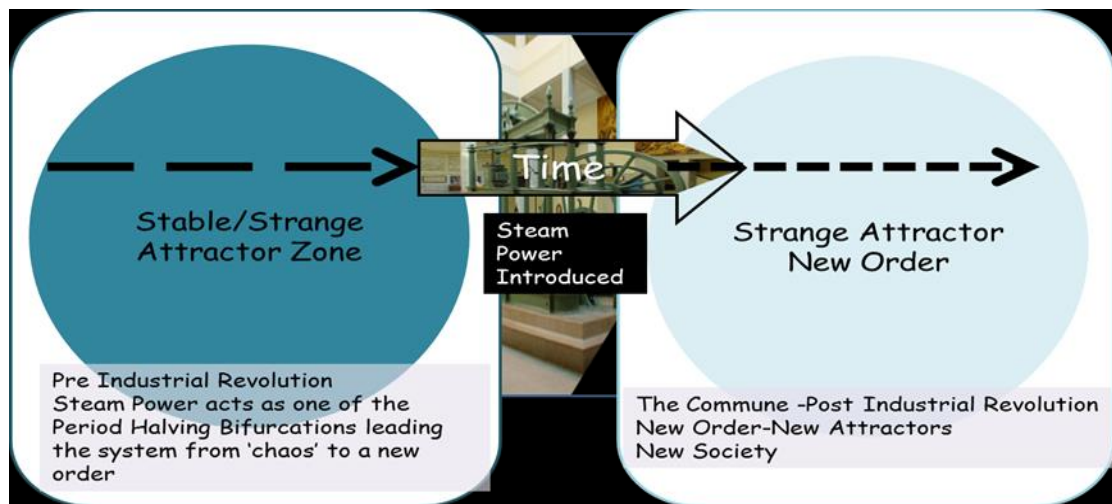 Stable/Strange
Attractor Zone
Time
Steam
Power
Introduced
Strange Attractor
New Order
Pre Industrial Revolution
Steam Power acts as one of the
Period Halving Bifurcations leading
the system from ‘chaos’ to a new
order
The Commune -Post Industrial Revolution
New Order-New Attractors
New Society